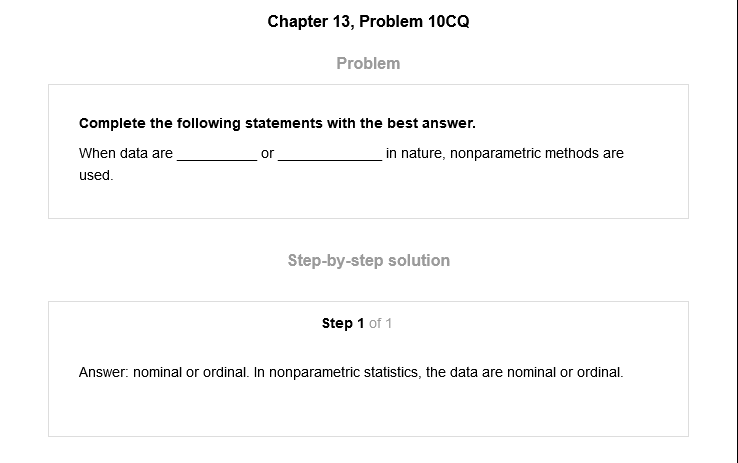 Chapter 13, Problem 10CQ
Problem
Complete the following statements with the best answer.
When data are __________ or _____________ in nature, nonparametric methods are
used.
Step-by-step solution
Step 1 of 1
Answer: nominal or ordinal. In nonparametric statistics, the data are nominal or ordinal.